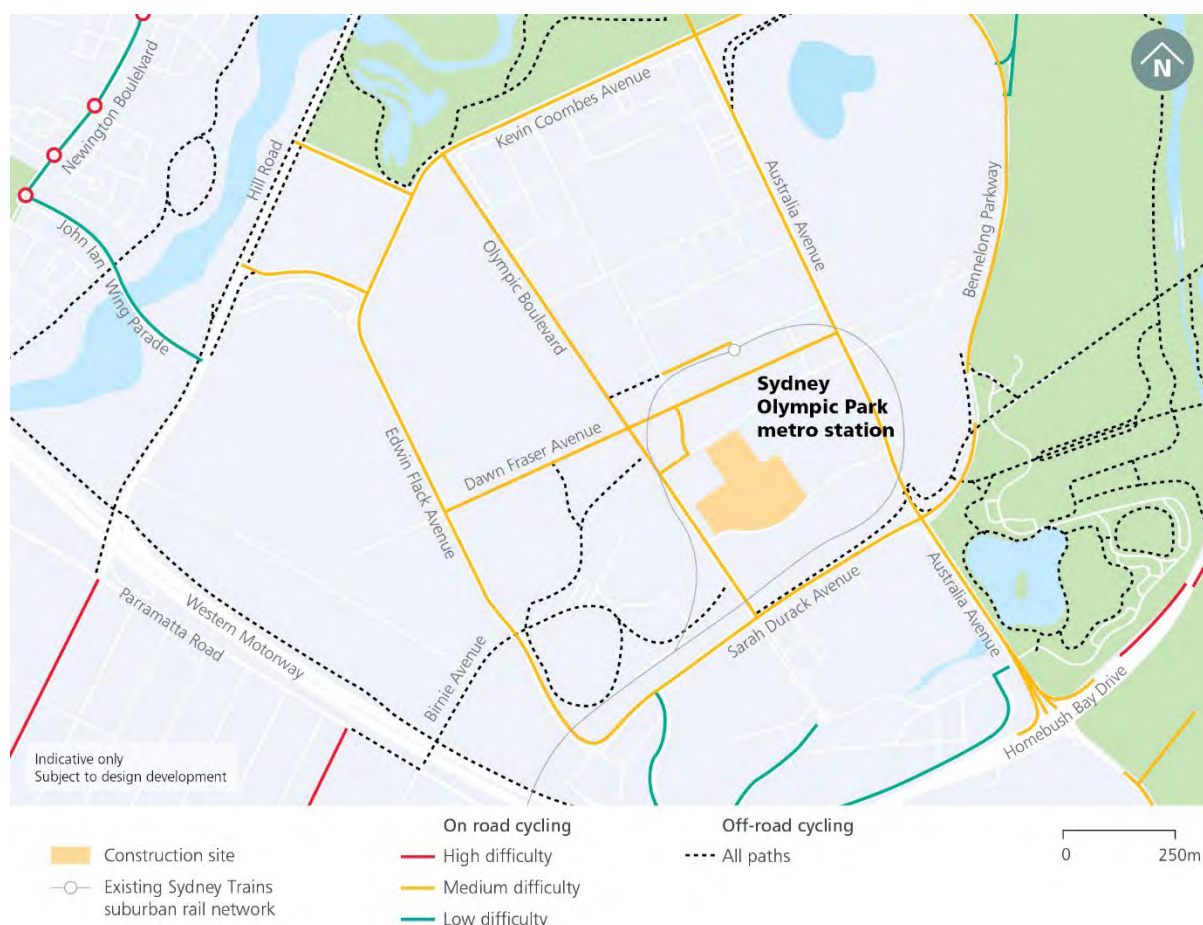 N
Newington Boulelvard
Hill Road
Kevin Coombes Avenue
Australia Avenue
Bennelong Parkway
John Ian Wing Parade
Olympic Boulevard
Sydney
Olympic Park
metro station
Edwin Flack Avenue
Dawn Fraser Avenue
Western Motorway
Parramatta Road
Birnie Avenue
Sarah Durack Avenue
Australia Avenue
Homebush Bay Drive
Indicative only
Subject to design development
On road cycling
Off-road cycling
Construction site
High difficulty
All paths
0
250m
Existing Sydney Trains
suburban rail network
Medium difficulty
Low difficulty